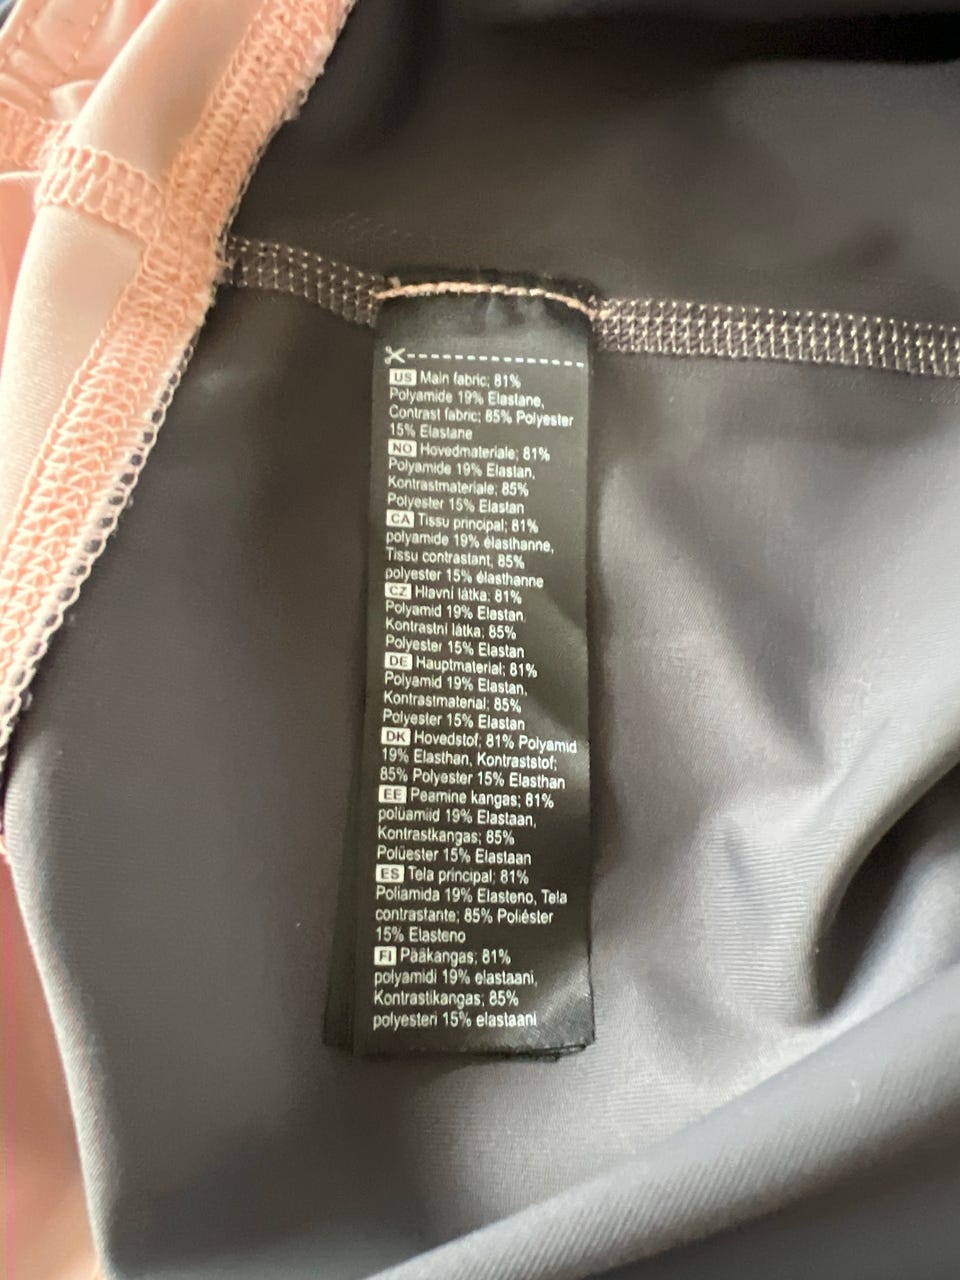 US Main fabric; 81%
Polyamide 19% Elastane,
Contrast fabric; 85% Polyester
15% Elastane
NO Hovedmateriale; 81%
Polyamide 19% Elastan,
Kontrastmateriale; 85%
Polyester 15% Elastan
CA Tissu principal; 81%
polyamide 19% élasthanne,
Tissu contrastant, 85%
polyester 15% élasthanne
CZ Hlavní látka; 81%
Polyamid 19% Elastan,
Kontrastní látka; 85%
Polyester 15% Elastan
DE Hauptmaterial; 81%
Polyamid 19% Elastan,
Kontrastmaterial; 85%
Polyester 15% Elastan
DK Hovedstof; 81% Polyamid
19% Elasthan, Kontraststof;
85% Polyester 15% Elasthan
EE Peamine kangas; 81%
polüamiid 19% Elastaan,
Kontrastkangas; 85%
Polüester 15% Elastaan
ES Tela principal; 81%
Poliamida 19% Elasteno, Tela
contrastante; 85% Poliéster
15% Elasteno
FI Pääkangas; 81%
polyamidi 19% elastaani,
Kontrastikangas; 85%
polyesteri 15% elastaani